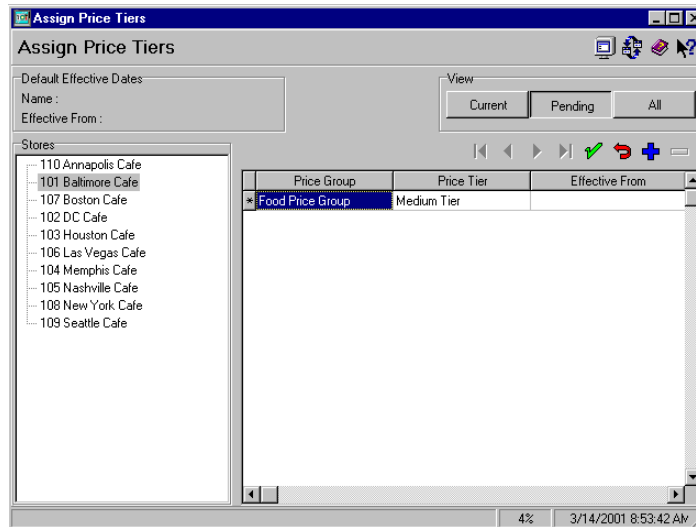 Assign Price Tiers
Assign Price Tiers
Default Effective Dates
Name :
Effective From :
View
Current Pending All
Stores
110 Annapolis Cafe
101 Baltimore Cafe
107 Boston Cafe
102 DC Cafe
103 Houston Cafe
106 Las Vegas Cafe
104 Memphis Cafe
105 Nashville Cafe
108 New York Cafe
109 Seattle Cafe
Price Group Price Tier Effective From
* Food Price Group Medium Tier
4% 3/14/2001 8:53:42 AM